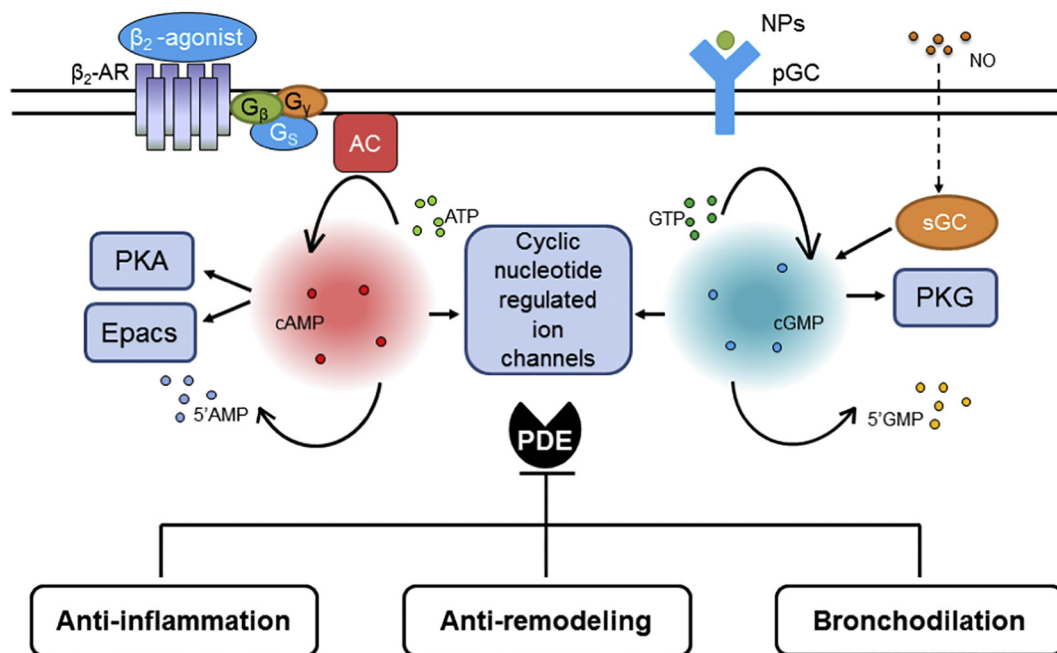 β₂-agonist
β₂-AR
Gβ
Gγ
GS
AC
NPs
pGC
NO
ATP
GTP
sGC
PKA
Epacs
cAMP
Cyclic
nucleotide
regulated
ion
channels
cGMP
PKG
5'AMP
5'GMP
PDE
Anti-inflammation
Anti-remodeling
Bronchodilation